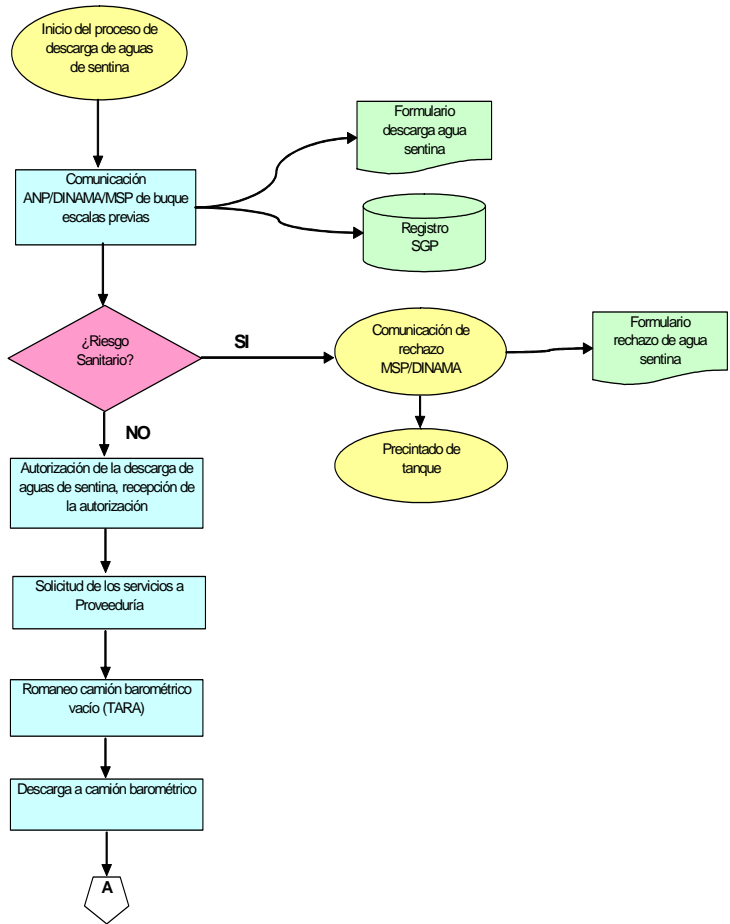 Inicio del proceso de
descarga de aguas
de sentina
Formulario
descarga agua
sentina
Comunicación
ANP/DINAMA/MSP de buque
escalas previas
Registro
SGP
¿Riesgo
Sanitario?
SI
Comunicación de
rechazo
MSP/DINAMA
Formulario
rechazo de agua
sentina
NO
Precintado de
tanque
Autorización de la descarga de
aguas de sentina, recepción de
la autorización
Solicitud de los servicios a
Proveeduría
Romaneo camión barométrico
vacío (TARA)
Descarga a camión barométrico
A